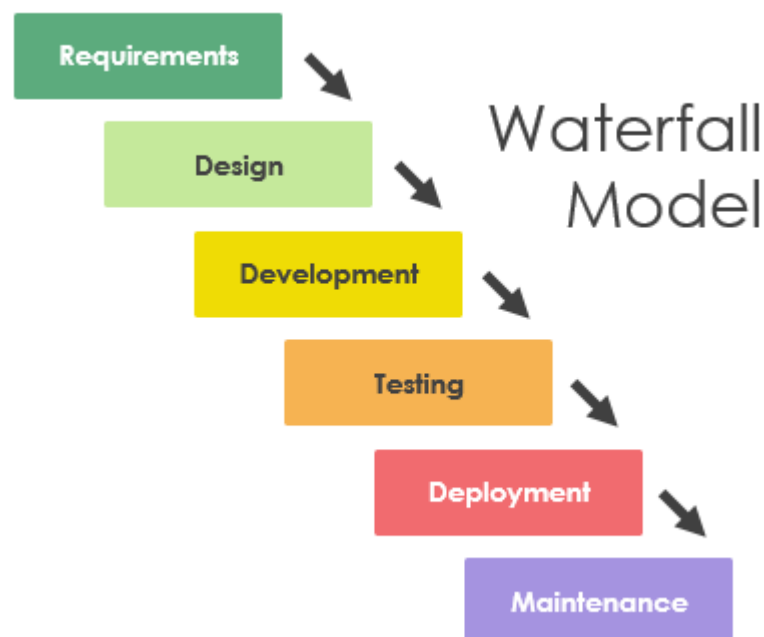 Requirements
Design
Development
Testing
Deployment
Maintenance
Waterfall
Model